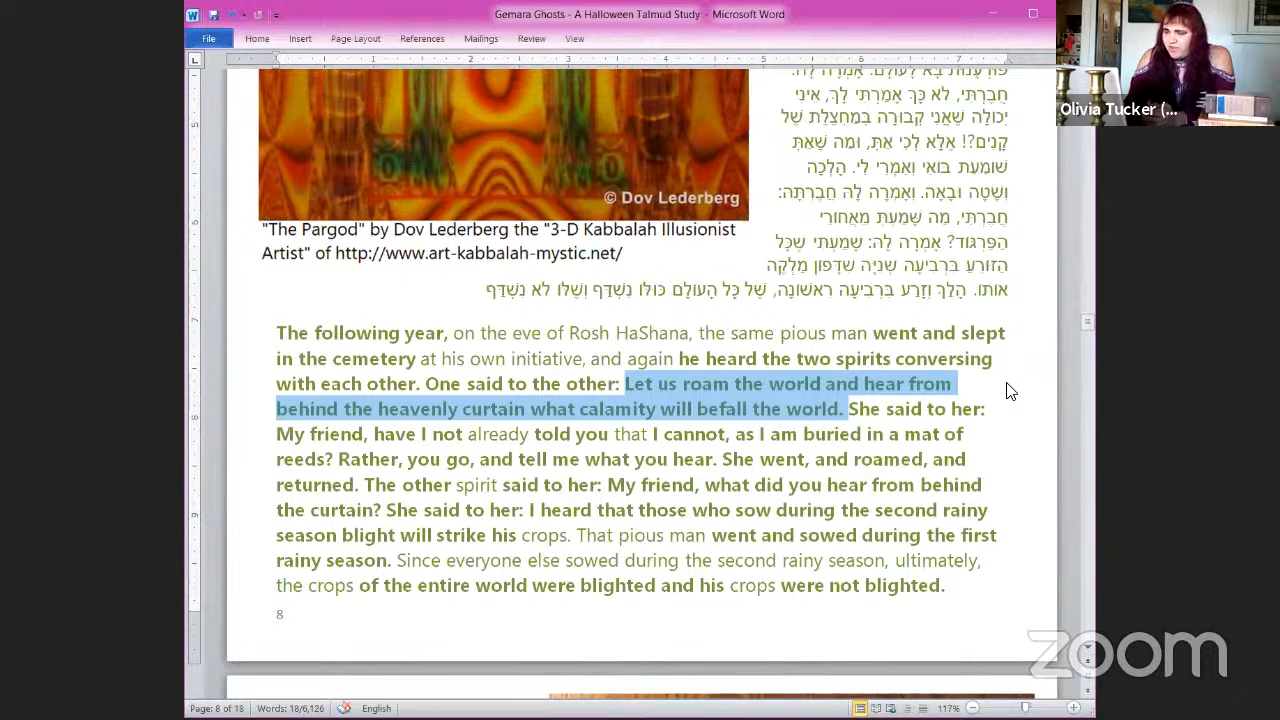 Gemara Ghosts - A Halloween Talmud Study - Microsoft Word
File Home Insert Page Layout References Mailings Review View
Olivia Tucker (...
© Dov Lederberg
"The Pargod" by Dov Lederberg the "3-D Kabbalah Illusionist
Artist" of http://www.art-kabbalah-mystic.net/
פּוּרְעָנוּת בָּא לָעוֹלָם. אָמְרָה לָהּ:
חֲבֶרְתִּי, לֹא כָּךְ אָמַרְתִּי לָךְ, אֵינִי
יְכוֹלָה שֶׁאֲנִי קְבוּרָה בְּמַחְצֶלֶת שֶׁל
קָנִים?! אֶלָּא לְכִי אַתְּ, וּמַה שֶּׁאַתְּ
שׁוֹמַעַת בּוֹאִי וְאִמְרִי לִי. הָלְכָה
וְשָׁטָה וּבָאָה. וְאָמְרָה לָהּ חֲבֶרְתָּהּ:
חֲבֶרְתִּי, מָה שָׁמַעְתְּ מֵאֲחוֹרֵי
הַפַּרְגּוֹד? אָמְרָה לָהּ: שָׁמַעְתִּי שֶׁכָּל
הַזּוֹרֵעַ בִּרְבִיעָה שְׁנִיָּה שִׁדָּפוֹן מַלְקֶה
אוֹתוֹ. הָלַךְ וְזָרַע בִּרְבִיעָה רִאשׁוֹנָה, שֶׁל כָּל הָעוֹלָם כּוּלּוֹ נִשְׁדַּף וְשֶׁלּוֹ לֹא נִשְׁדַּף
The following year, on the eve of Rosh HaShana, the same pious man went and slept
in the cemetery at his own initiative, and again he heard the two spirits conversing
with each other. One said to the other: Let us roam the world and hear from
behind the heavenly curtain what calamity will befall the world. She said to her:
My friend, have I not already told you that I cannot, as I am buried in a mat of
reeds? Rather, you go, and tell me what you hear. She went, and roamed, and
returned. The other spirit said to her: My friend, what did you hear from behind
the curtain? She said to her: I heard that those who sow during the second rainy
season blight will strike his crops. That pious man went and sowed during the first
rainy season. Since everyone else sowed during the second rainy season, ultimately,
the crops of the entire world were blighted and his crops were not blighted.
8
zoom
Page: 8 of 18 Words: 18/6,126 English 117%